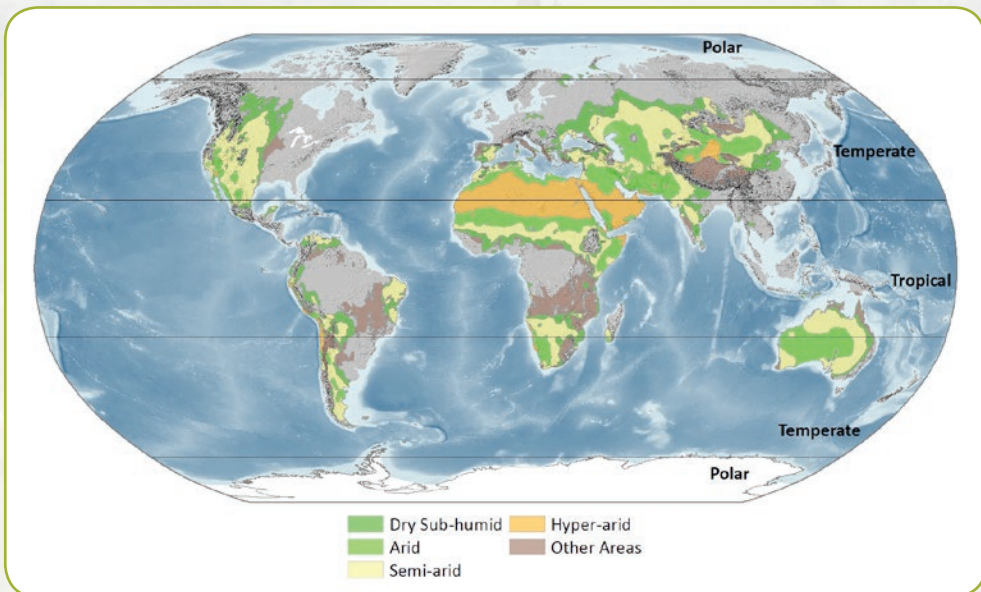 Polar
Temperate
Tropical
Temperate
Polar
Dry Sub-humid
Arid
Semi-arid
Hyper-arid
Other Areas